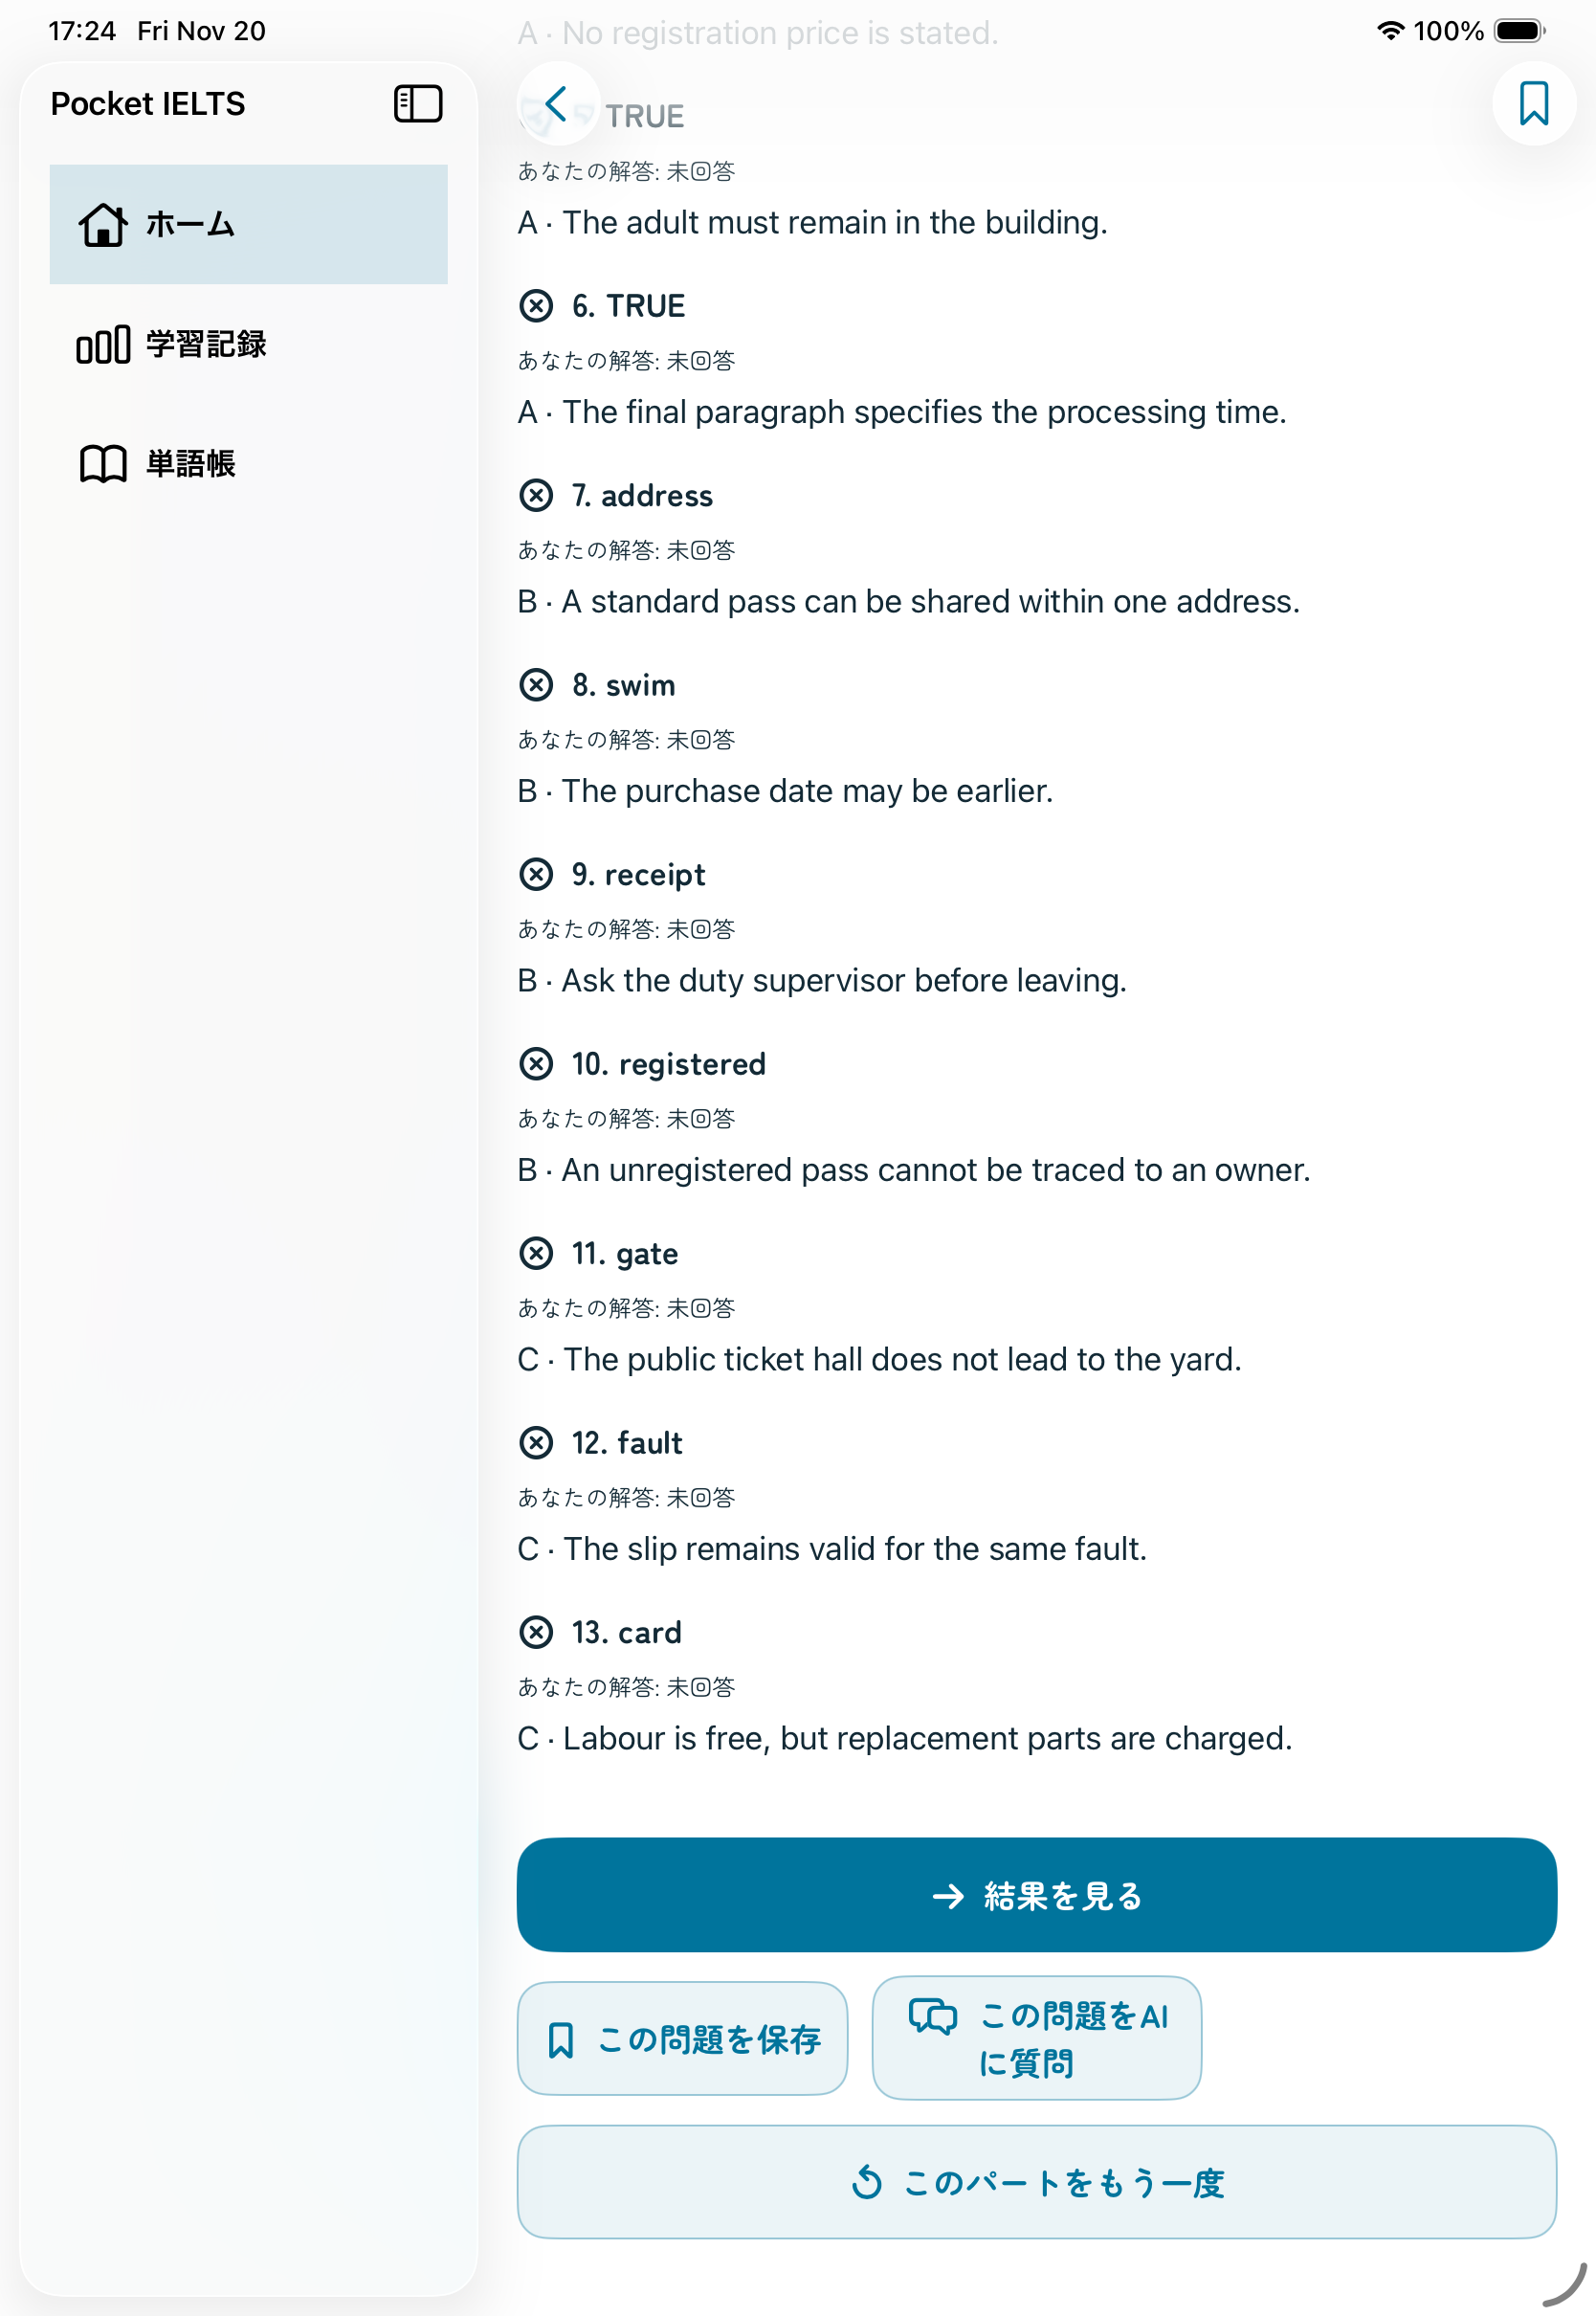 17:24 Fri Nov 20
100%
Pocket IELTS
ホーム
学習記録
単語帳
A · No registration price is stated.
TRUE
あなたの解答: 未回答
A · The adult must remain in the building.
6. TRUE
あなたの解答: 未回答
A · The final paragraph specifies the processing time.
7. address
あなたの解答: 未回答
B · A standard pass can be shared within one address.
8. swim
あなたの解答: 未回答
B · The purchase date may be earlier.
9. receipt
あなたの解答: 未回答
B · Ask the duty supervisor before leaving.
10. registered
あなたの解答: 未回答
B · An unregistered pass cannot be traced to an owner.
11. gate
あなたの解答: 未回答
C · The public ticket hall does not lead to the yard.
12. fault
あなたの解答: 未回答
C · The slip remains valid for the same fault.
13. card
あなたの解答: 未回答
C · Labour is free, but replacement parts are charged.
結果を見る
この問題を保存
この問題をAI
に質問
このパートをもう一度